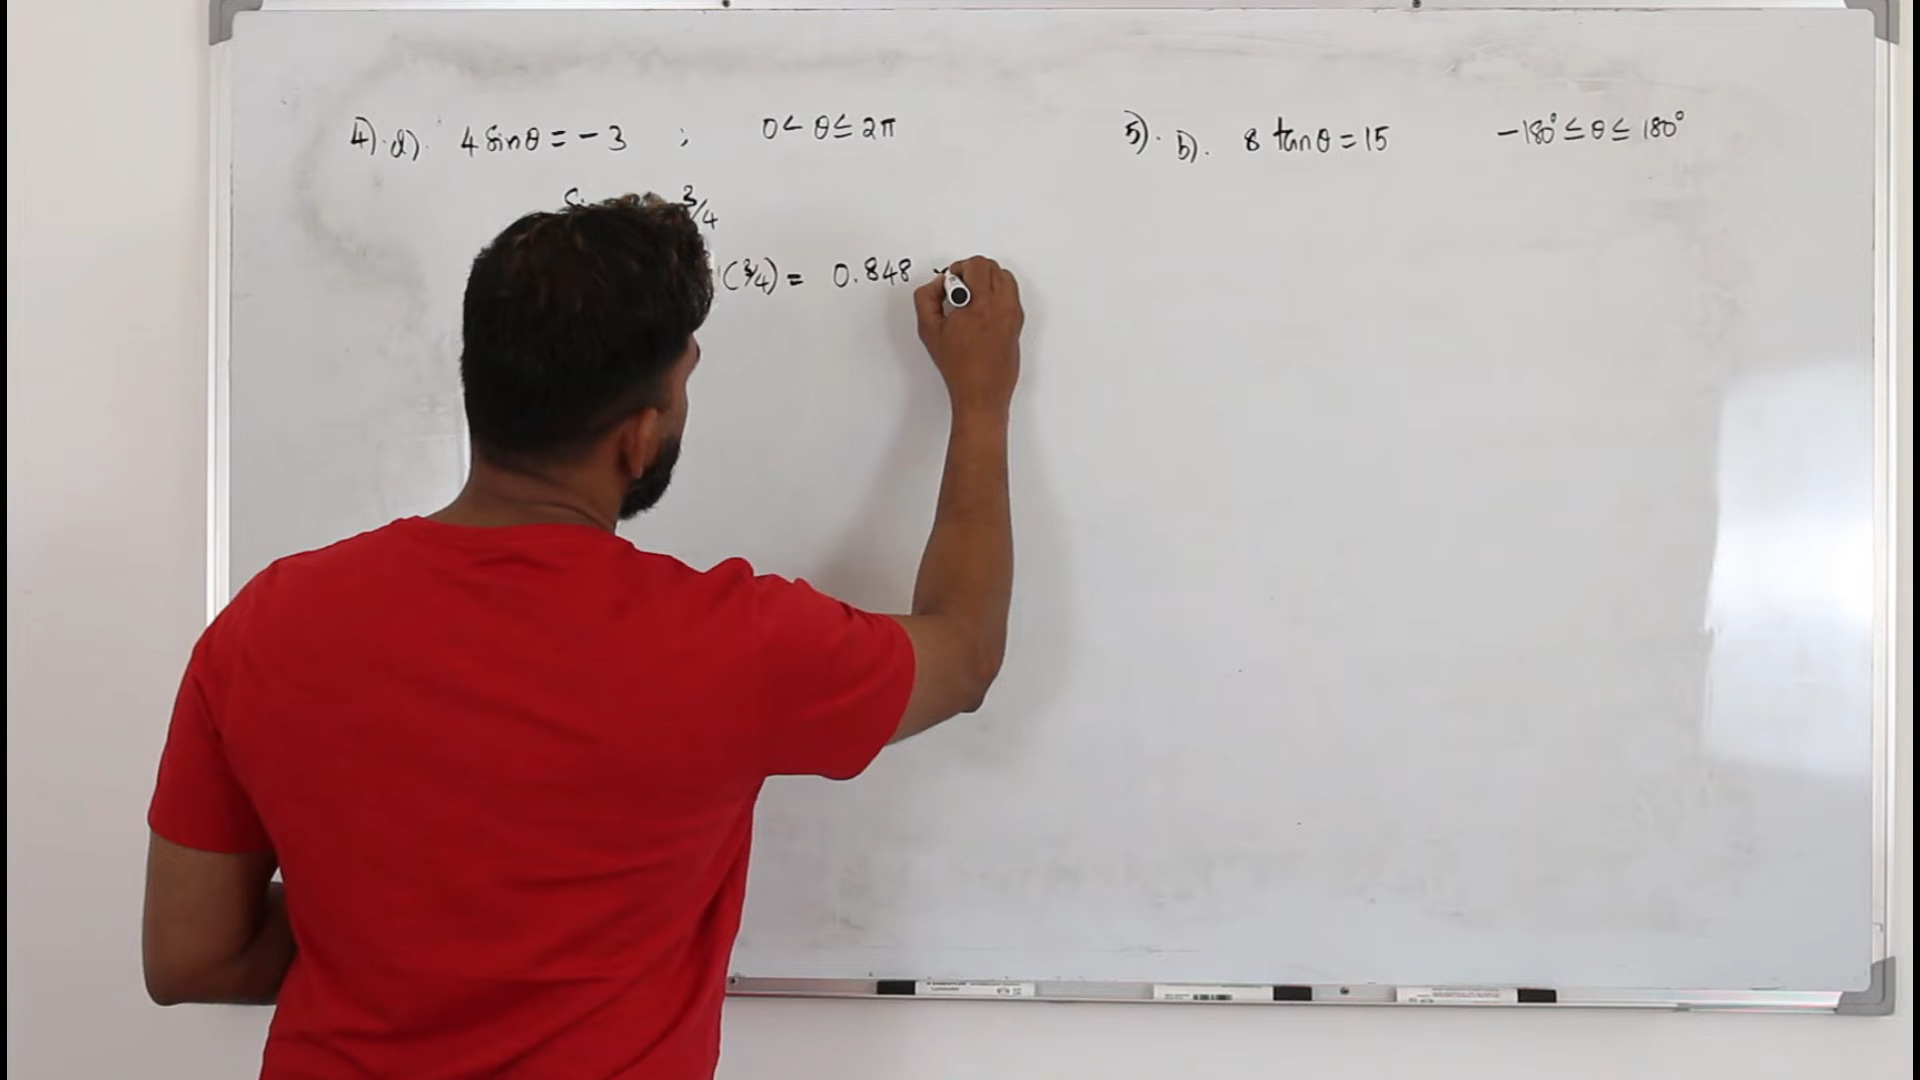 4).d). 4 sinθ = -3 ; 0 < θ ≤ 2π
3/4
(3/4) = 0.848
5). b). 8 tanθ = 15 -180° ≤ θ ≤ 180°